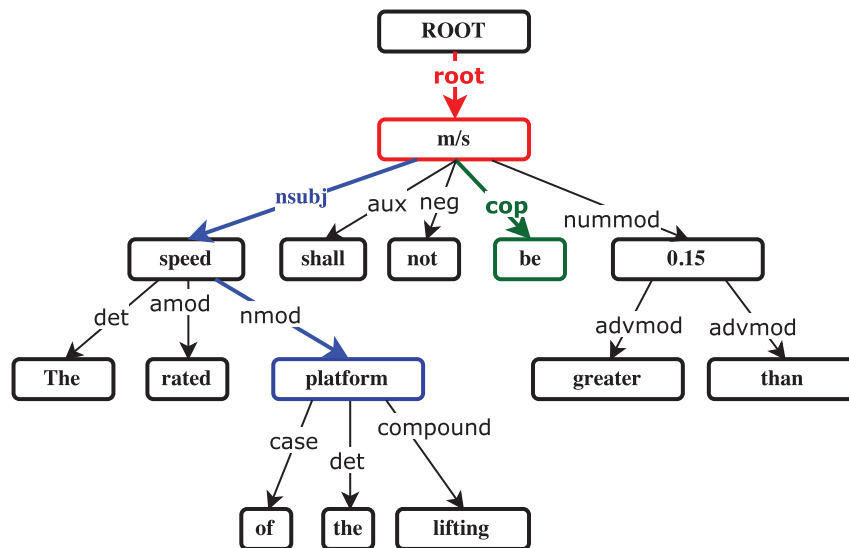 ROOT
root
m/s
nsubj
aux
neg
cop
nummod
speed
shall
not
be
0.15
det
amod
nmod
advmod
advmod
The
rated
platform
greater
than
case
det
compound
of
the
lifting